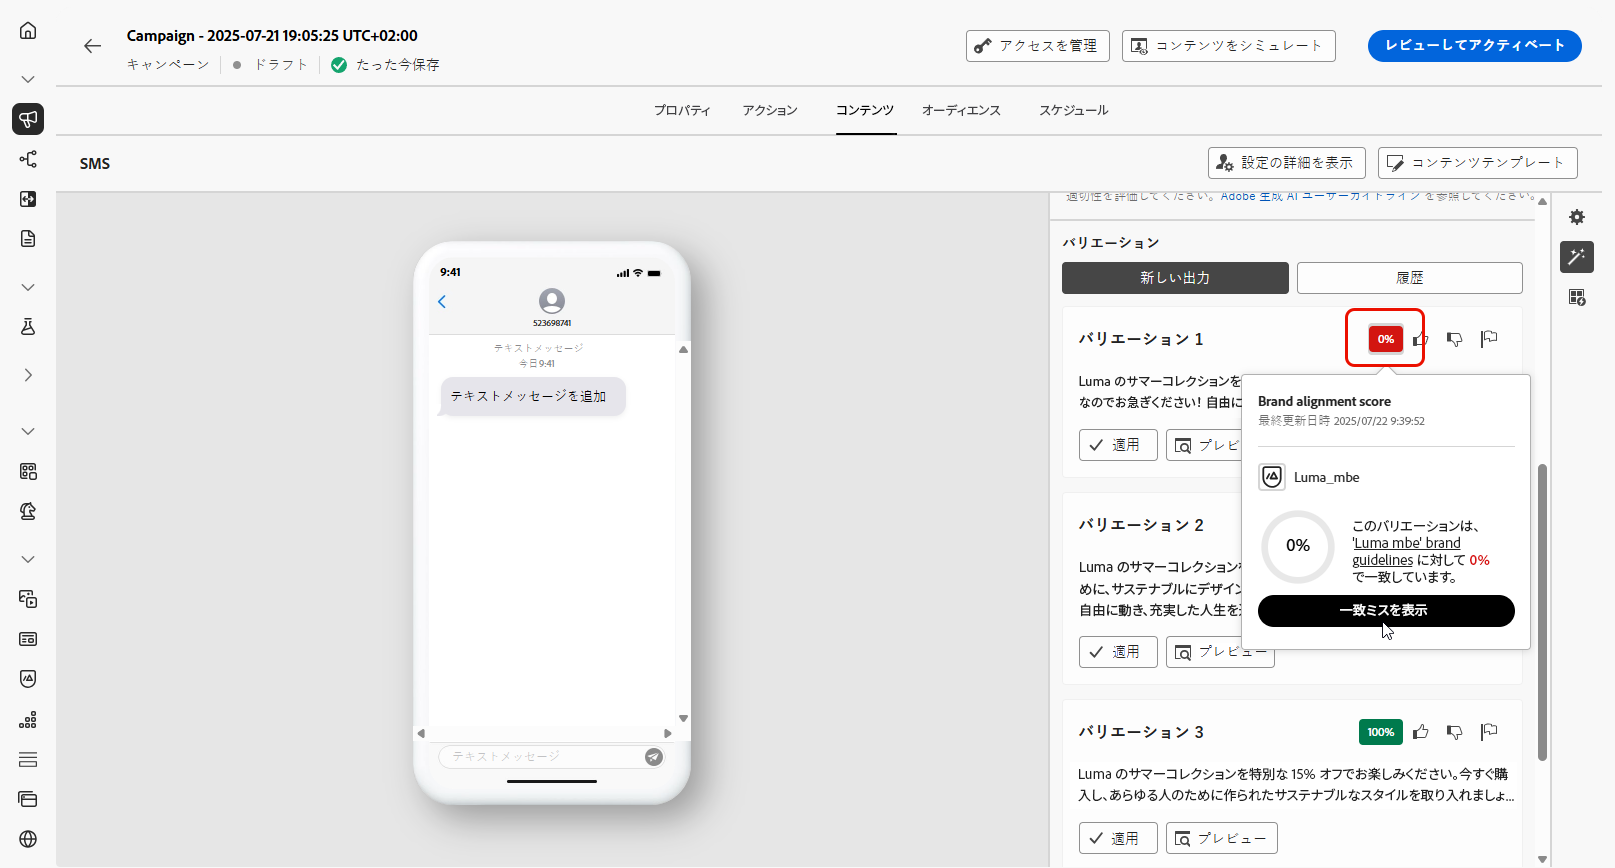 Campaign - 2025-07-21 19:05:25 UTC+02:00
キャンペーン ドラフト たった今保存
アクセスを管理
コンテンツをシミュレート
レビューしてアクティベート
プロパティ アクション コンテンツ オーディエンス スケジュール
SMS
設定の詳細を表示
コンテンツテンプレート
適切性を評価してください。Adobe 生成 AI ユーザーガイドライン を参照してください。
バリエーション
新しい出力
履歴
9:41
523698741
テキストメッセージ
今日9:41
テキストメッセージを追加
テキストメッセージ
バリエーション 1
0%
Luma のサマーコレクションを
なのでお急ぎください! 自由に
適用
プレビ
Brand alignment score
最終更新日時 2025/07/22 9:39:52
Luma_mbe
0%
このバリエーションは、
'Luma mbe' brand
guidelines に対して 0%
で一致しています。
一致ミスを表示
バリエーション 2
Luma のサマーコレクション
めに、サステナブルにデザイン
自由に動き、充実した人生を
適用
プレビュー
バリエーション 3
100%
Luma のサマーコレクションを特別な 15% オフでお楽しみください。今すぐ購
入し、あらゆる人のために作られたサステナブルなスタイルを取り入れましょ...
適用
プレビュー